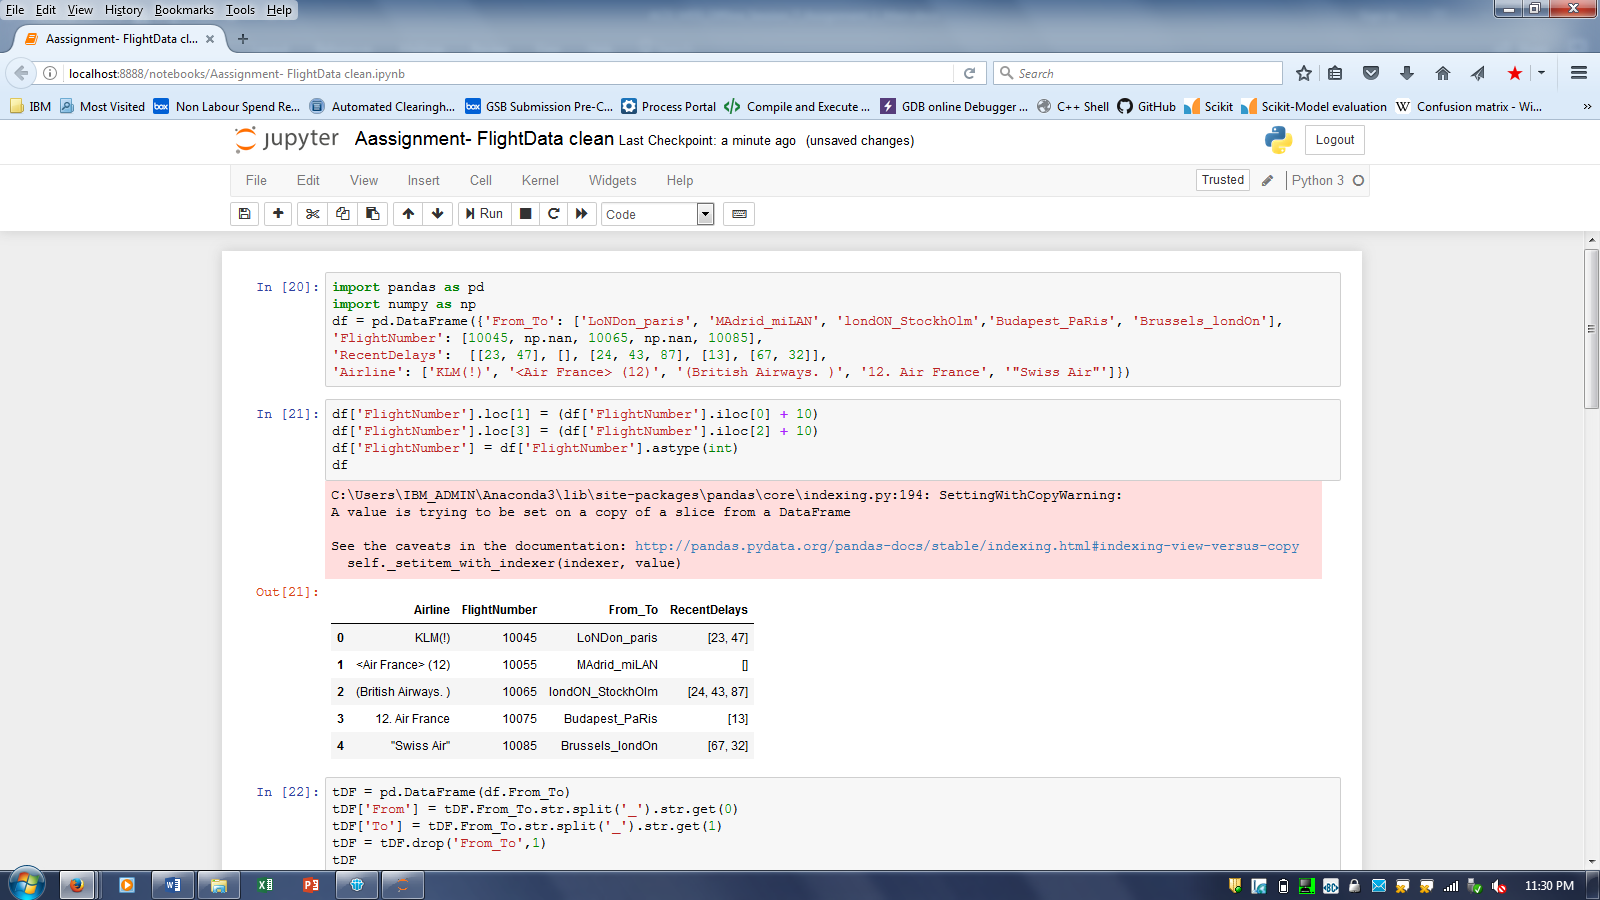 File Edit View History Bookmarks Tools Help
Aassignment- FlightData cl...
localhost:8888/notebooks/Aassignment- FlightData clean.ipynb
Search
IBM Most Visited Non Labour Spend Re... Automated Clearingh... GSB Submission Pre-C... Process Portal Compile and Execute ... GDB online Debugger ... C++ Shell GitHub Scikit Scikit-Model evaluation Confusion matrix - Wi...
jupyter Aassignment- FlightData clean Last Checkpoint: a minute ago (unsaved changes) Logout
File Edit View Insert Cell Kernel Widgets Help Trusted Python 3
Run Code
In [20]: import pandas as pd
import numpy as np
df = pd.DataFrame({'From_To': ['LoNDon_paris', 'MAdrid_miLAN', 'londON_StockhOlm','Budapest_PaRis', 'Brussels_londOn'],
'FlightNumber': [10045, np.nan, 10065, np.nan, 10085],
'RecentDelays':  [[23, 47], [], [24, 43, 87], [13], [67, 32]],
'Airline': ['KLM(!)', '<Air France> (12)', '(British Airways. )', '12. Air France', '"Swiss Air"']})
In [21]: df['FlightNumber'].loc[1] = (df['FlightNumber'].iloc[0] + 10)
df['FlightNumber'].loc[3] = (df['FlightNumber'].iloc[2] + 10)
df['FlightNumber'] = df['FlightNumber'].astype(int)
df
C:\Users\IBM_ADMIN\Anaconda3\lib\site-packages\pandas\core\indexing.py:194: SettingWithCopyWarning:
A value is trying to be set on a copy of a slice from a DataFrame
See the caveats in the documentation: http://pandas.pydata.org/pandas-docs/stable/indexing.html#indexing-view-versus-copy
self._setitem_with_indexer(indexer, value)
Out[21]:
Airline FlightNumber From_To RecentDelays
0 KLM(!) 10045 LoNDon_paris [23, 47]
1 <Air France> (12) 10055 MAdrid_miLAN []
2 (British Airways. ) 10065 londON_StockhOlm [24, 43, 87]
3 12. Air France 10075 Budapest_PaRis [13]
4 "Swiss Air" 10085 Brussels_londOn [67, 32]
In [22]: tDF = pd.DataFrame(df.From_To)
tDF['From'] = tDF.From_To.str.split('_').str.get(0)
tDF['To'] = tDF.From_To.str.split('_').str.get(1)
tDF = tDF.drop('From_To',1)
tDF
11:30 PM